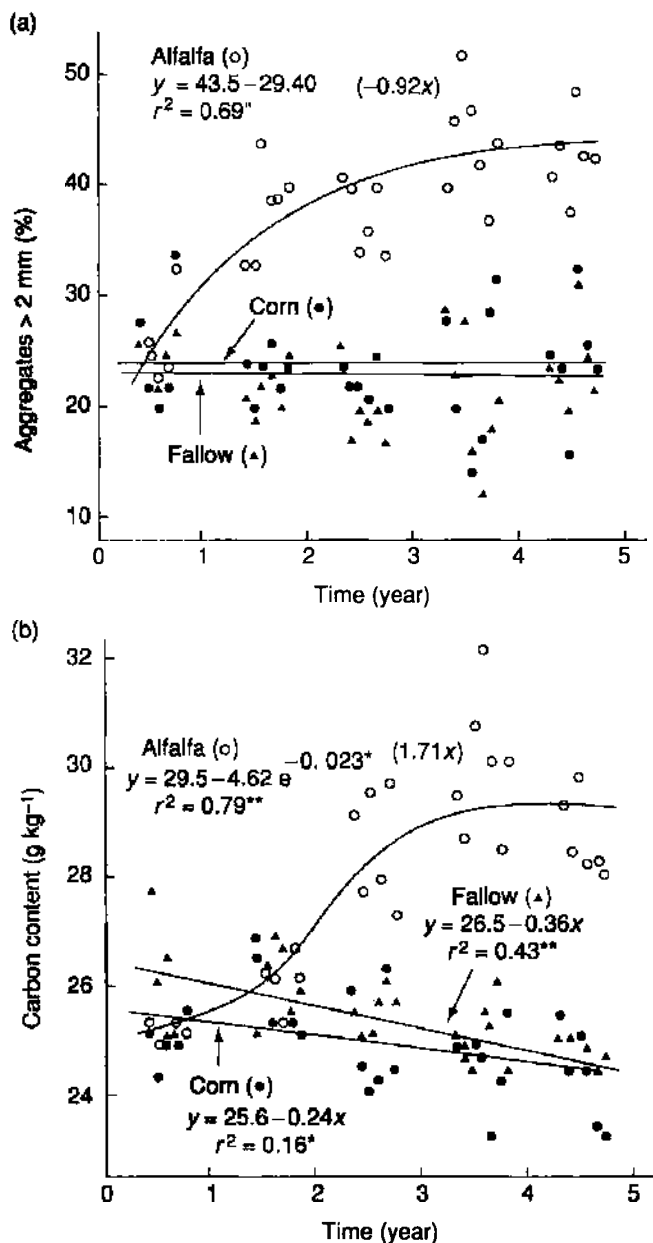 (a)
Alfalfa (○)
y = 43.5−29.40 (−0.92x)
r² = 0.69"
Corn (●)
Fallow (▲)
Aggregates > 2 mm (%)
50
40
30
20
10
0 1 2 3 4 5
Time (year)
(b)
Alfalfa (○)
y = 29.5−4.62 e −0.023* (1.71x)
r² = 0.79**
Fallow (▲)
y = 26.5−0.36x
r² = 0.43**
Corn (●)
y = 25.6−0.24x
r² = 0.16*
Carbon content (g kg⁻¹)
32
30
28
26
24
0 1 2 3 4 5
Time (year)